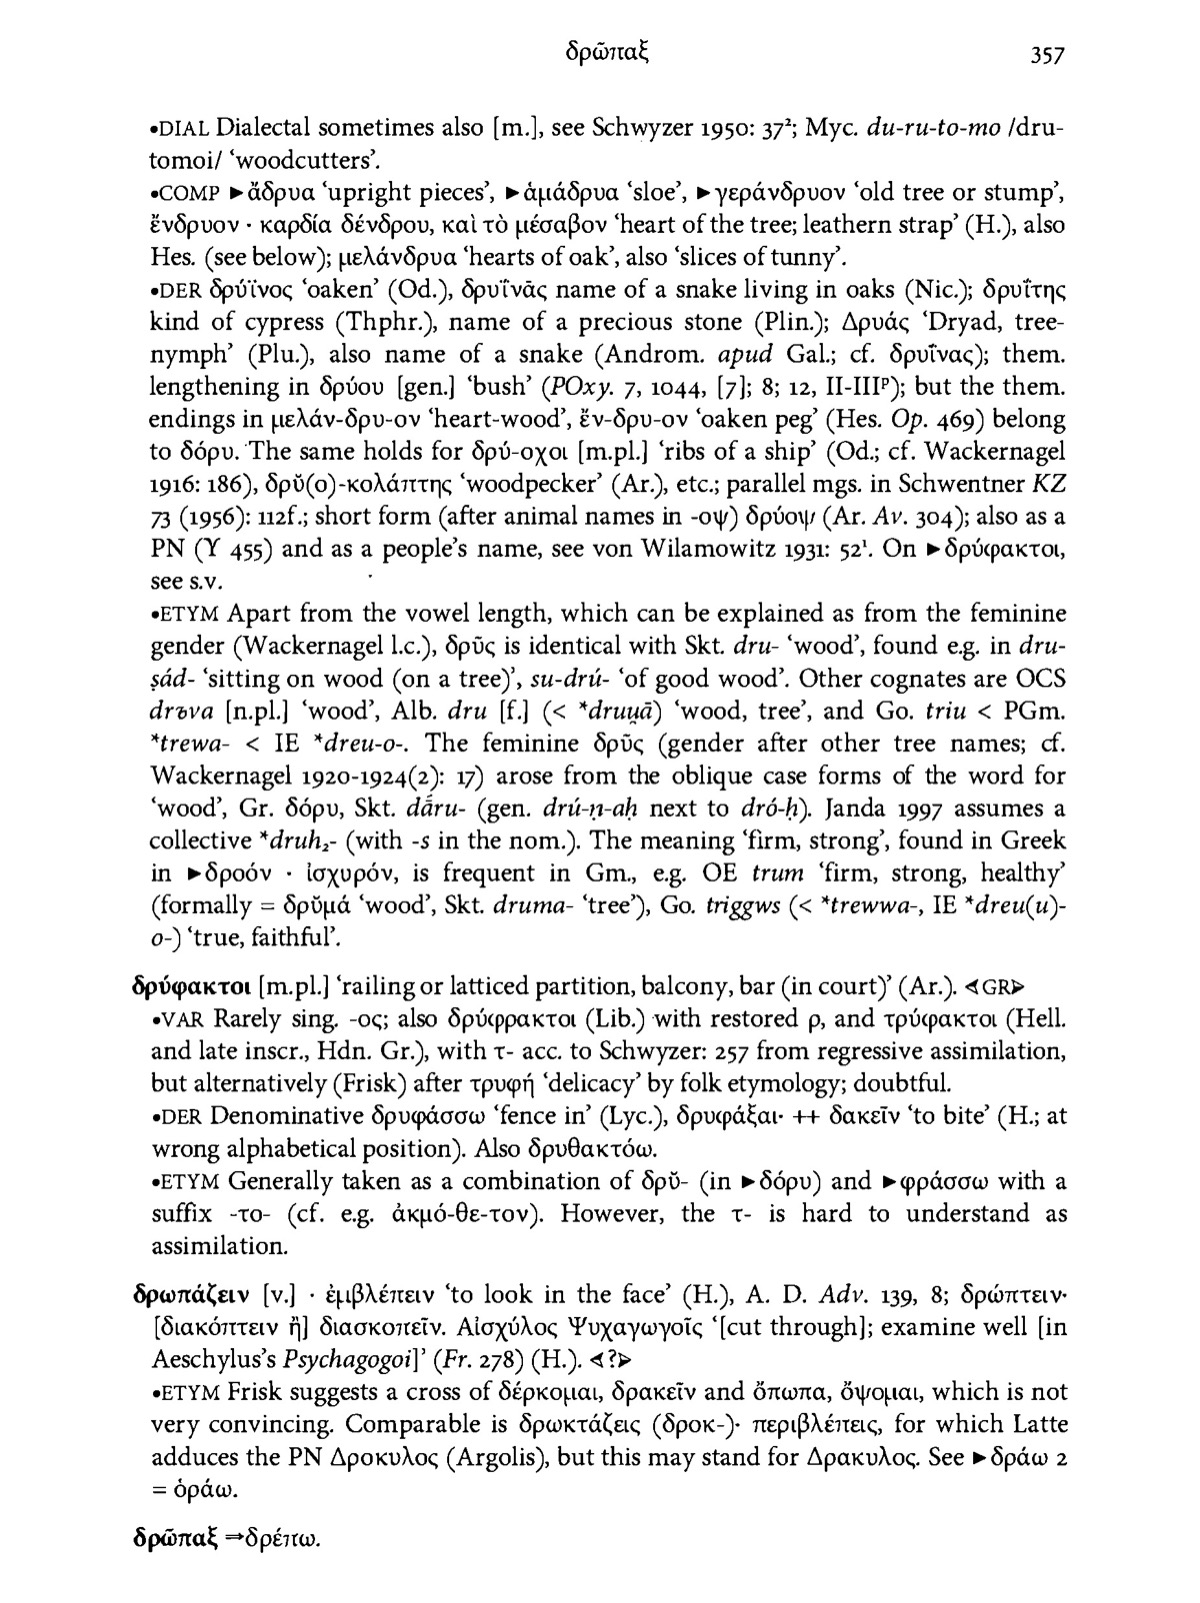 δρῶπαξ 357
•DIAL Dialectal sometimes also [m.], see Schwyzer 1950: 37²; Myc. du-ru-to-mo /dru-
tomoi/ ‘woodcutters’.
•COMP ►ἄδρυα ‘upright pieces’, ►ἁμάδρυα ‘sloe’, ►γεράνδρυον ‘old tree or stump’,
ἔνδρυον · καρδία δένδρου, καὶ τὸ μέσαβον ‘heart of the tree; leathern strap’ (H.), also
Hes. (see below); μελάνδρυα ‘hearts of oak’, also ‘slices of tunny’.
•DER δρύϊνος ‘oaken’ (Od.), δρυΐνᾱς name of a snake living in oaks (Nic.); δρυΐτης
kind of cypress (Thphr.), name of a precious stone (Plin.); Δρυάς ‘Dryad, tree-
nymph’ (Plu.), also name of a snake (Androm. apud Gal.; cf. δρυΐνας); them.
lengthening in δρύου [gen.] ‘bush’ (POxy. 7, 1044, [7]; 8; 12, II-IIIᵖ); but the them.
endings in μελάν-δρυ-ον ‘heart-wood’, ἔν-δρυ-ον ‘oaken peg’ (Hes. Op. 469) belong
to δόρυ. The same holds for δρύ-οχοι [m.pl.] ‘ribs of a ship’ (Od.; cf. Wackernagel
1916: 186), δρῠ(ο)-κολάπτης ‘woodpecker’ (Ar.), etc.; parallel mgs. in Schwentner KZ
73 (1956): 112f.; short form (after animal names in -οψ) δρύοψ (Ar. Av. 304); also as a
PN (Υ 455) and as a people’s name, see von Wilamowitz 1931: 52¹. On ►δρύφακτοι,
see s.v.
•ETYM Apart from the vowel length, which can be explained as from the feminine
gender (Wackernagel l.c.), δρῦς is identical with Skt. dru- ‘wood’, found e.g. in dru-
ṣád- ‘sitting on wood (on a tree)’, su-drú- ‘of good wood’. Other cognates are OCS
drъva [n.pl.] ‘wood’, Alb. dru [f.] (< *druu̯ā) ‘wood, tree’, and Go. triu < PGm.
*trewa- < IE *dreu-o-. The feminine δρῦς (gender after other tree names; cf.
Wackernagel 1920-1924(2): 17) arose from the oblique case forms of the word for
‘wood’, Gr. δόρυ, Skt. dā́ru- (gen. drú-ṇ-aḥ next to dró-ḥ). Janda 1997 assumes a
collective *druh₂- (with -s in the nom.). The meaning ‘firm, strong’, found in Greek
in ►δροόν · ἰσχυρόν, is frequent in Gm., e.g. OE trum ‘firm, strong, healthy’
(formally = δρῠμά ‘wood’, Skt. druma- ‘tree’), Go. triggws (< *trewwa-, IE *dreu(u)-
o-) ‘true, faithful’.
δρύφακτοι [m.pl.] ‘railing or latticed partition, balcony, bar (in court)’ (Ar.). ⊲GR⊳
•VAR Rarely sing. -ος; also δρύφρακτοι (Lib.) with restored ρ, and τρύφακτοι (Hell.
and late inscr., Hdn. Gr.), with τ- acc. to Schwyzer: 257 from regressive assimilation,
but alternatively (Frisk) after τρυφή ‘delicacy’ by folk etymology; doubtful.
•DER Denominative δρυφάσσω ‘fence in’ (Lyc.), δρυφάξαι· ++ δακεῖν ‘to bite’ (H.; at
wrong alphabetical position). Also δρυθακτόω.
•ETYM Generally taken as a combination of δρῠ- (in ►δόρυ) and ►φράσσω with a
suffix -το- (cf. e.g. ἀκμό-θε-τον). However, the τ- is hard to understand as
assimilation.
δρωπάζειν [v.] · ἐμβλέπειν ‘to look in the face’ (H.), A. D. Adv. 139, 8; δρώπτειν·
[διακόπτειν ἢ] διασκοπεῖν. Αἰσχύλος Ψυχαγωγοῖς ‘[cut through]; examine well [in
Aeschylus’s Psychagogoi]’ (Fr. 278) (H.). ⊲?⊳
•ETYM Frisk suggests a cross of δέρκομαι, δρακεῖν and ὄπωπα, ὄψομαι, which is not
very convincing. Comparable is δρωκτάζεις (δροκ-)· περιβλέπεις, for which Latte
adduces the PN Δροκυλος (Argolis), but this may stand for Δρακυλος. See ►δράω 2
= ὁράω.
δρῶπαξ ⇒δρέπω.